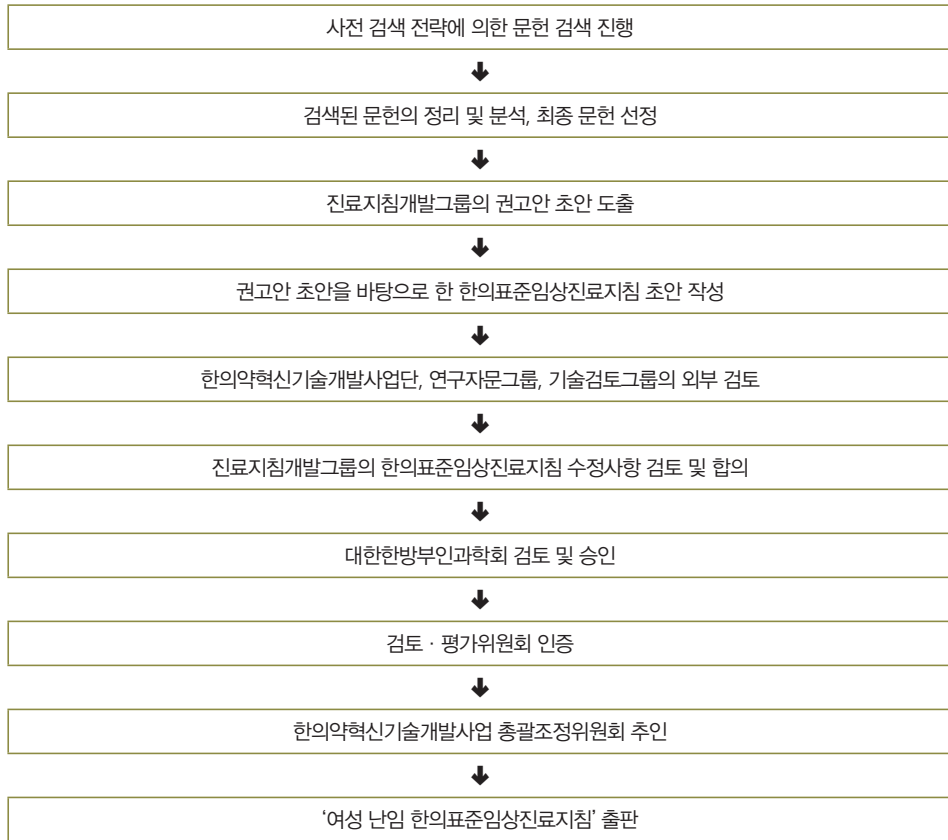 사전 검색 전략에 의한 문헌 검색 진행
검색된 문헌의 정리 및 분석, 최종 문헌 선정
진료지침개발그룹의 권고안 초안 도출
권고안 초안을 바탕으로 한 한의표준임상진료지침 초안 작성
한의약혁신기술개발사업단, 연구자문그룹, 기술검토그룹의 외부 검토
진료지침개발그룹의 한의표준임상진료지침 수정사항 검토 및 합의
대한한방부인과학회 검토 및 승인
검토 · 평가위원회 인증
한의약혁신기술개발사업 총괄조정위원회 추인
‘여성 난임 한의표준임상진료지침’ 출판